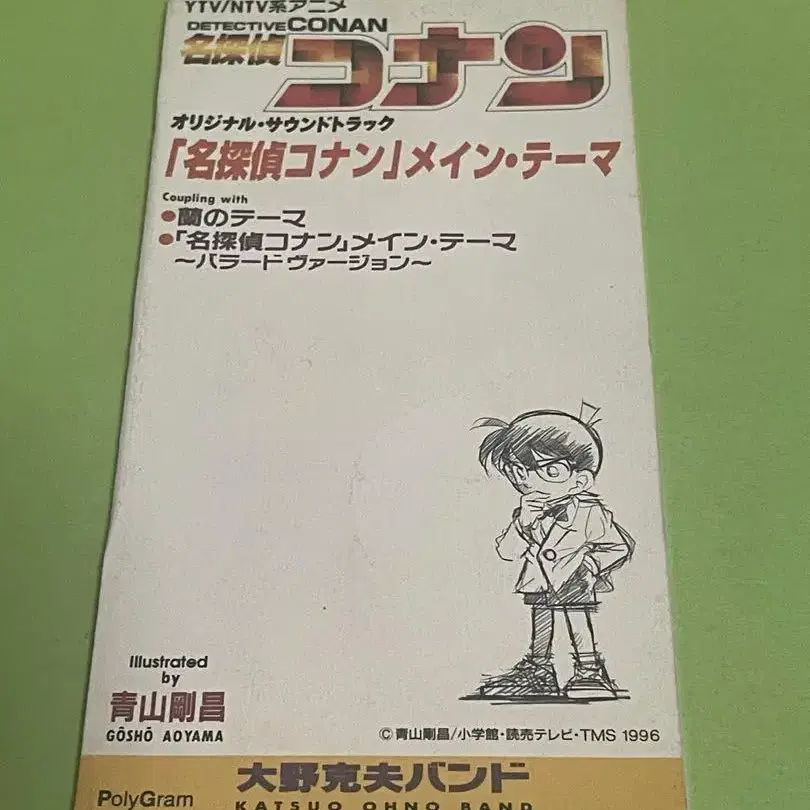 YTV/NTV系アニメ
DETECTIVE CONAN
名探偵コナン
オリジナル・サウンドトラック
「名探偵コナン」メイン・テーマ
Coupling with
●蘭のテーマ
●「名探偵コナン」メイン・テーマ
〜バラード ヴァージョン〜
Illustrated
by
青山剛昌
GŌSHŌ AOYAMA
©青山剛昌/小学館・読売テレビ・TMS 1996
大野克夫バンド
PolyGram
KATSUO OHNO BAND